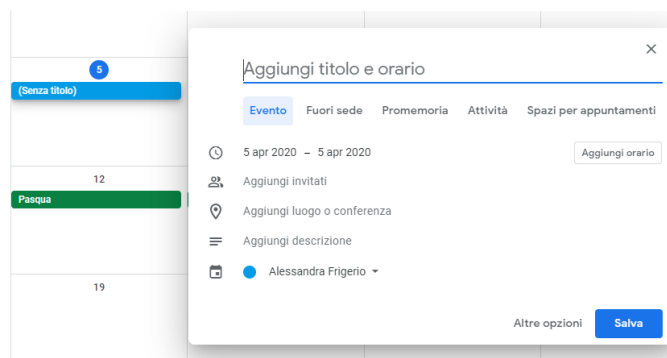 5
(Senza titolo)
12
Pasqua
19
Aggiungi titolo e orario
Evento Fuori sede Promemoria Attività Spazi per appuntamenti
5 apr 2020 – 5 apr 2020 Aggiungi orario
Aggiungi invitati
Aggiungi luogo o conferenza
Aggiungi descrizione
Alessandra Frigerio
Altre opzioni Salva